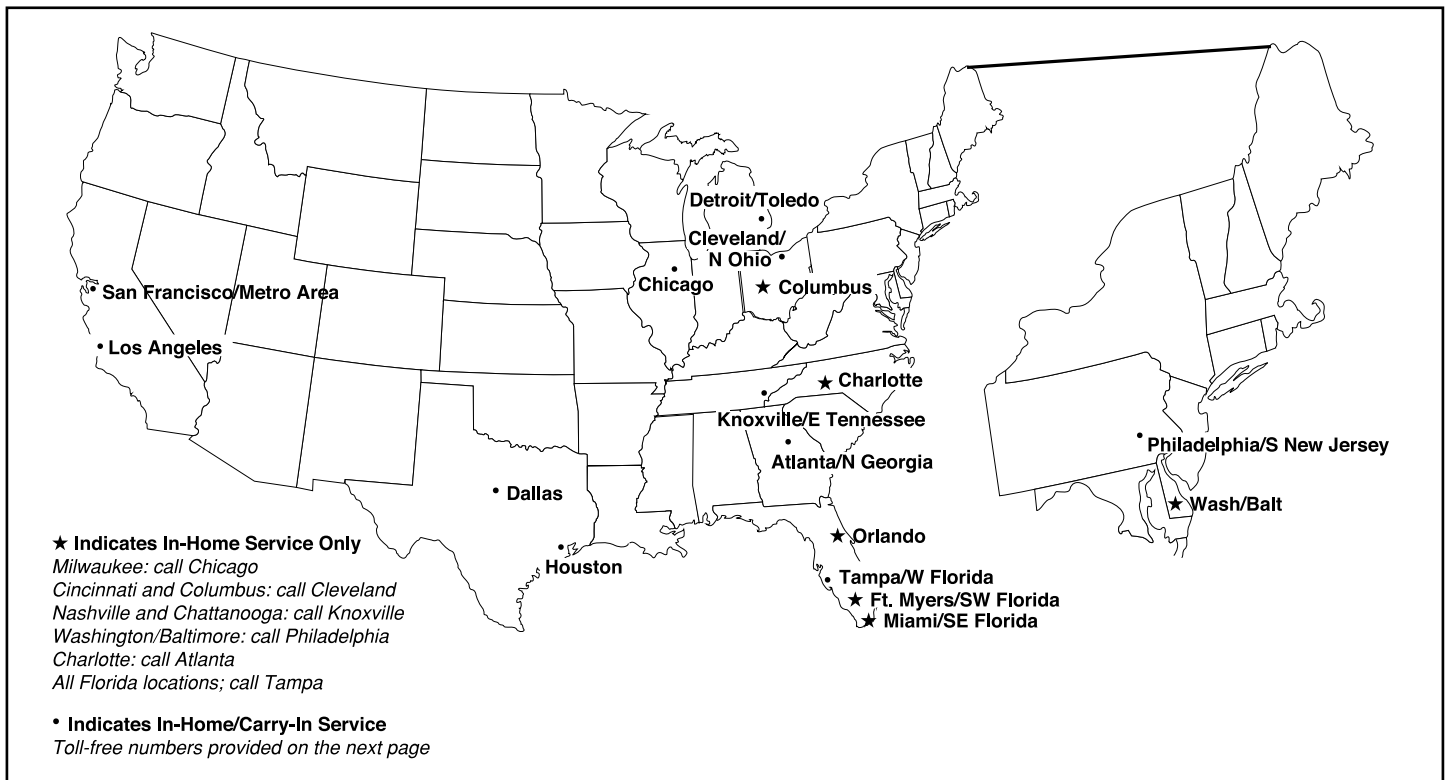 Detroit/Toledo
Cleveland/
N Ohio
Chicago
★ Columbus
San Francisco/Metro Area
Los Angeles
★ Charlotte
Knoxville/E Tennessee
Atlanta/N Georgia
Philadelphia/S New Jersey
Dallas
★ Wash/Balt
★ Orlando
Houston
Tampa/W Florida
★ Ft. Myers/SW Florida
★ Miami/SE Florida
★ Indicates In-Home Service Only
Milwaukee: call Chicago
Cincinnati and Columbus: call Cleveland
Nashville and Chattanooga: call Knoxville
Washington/Baltimore: call Philadelphia
Charlotte: call Atlanta
All Florida locations; call Tampa
• Indicates In-Home/Carry-In Service
Toll-free numbers provided on the next page